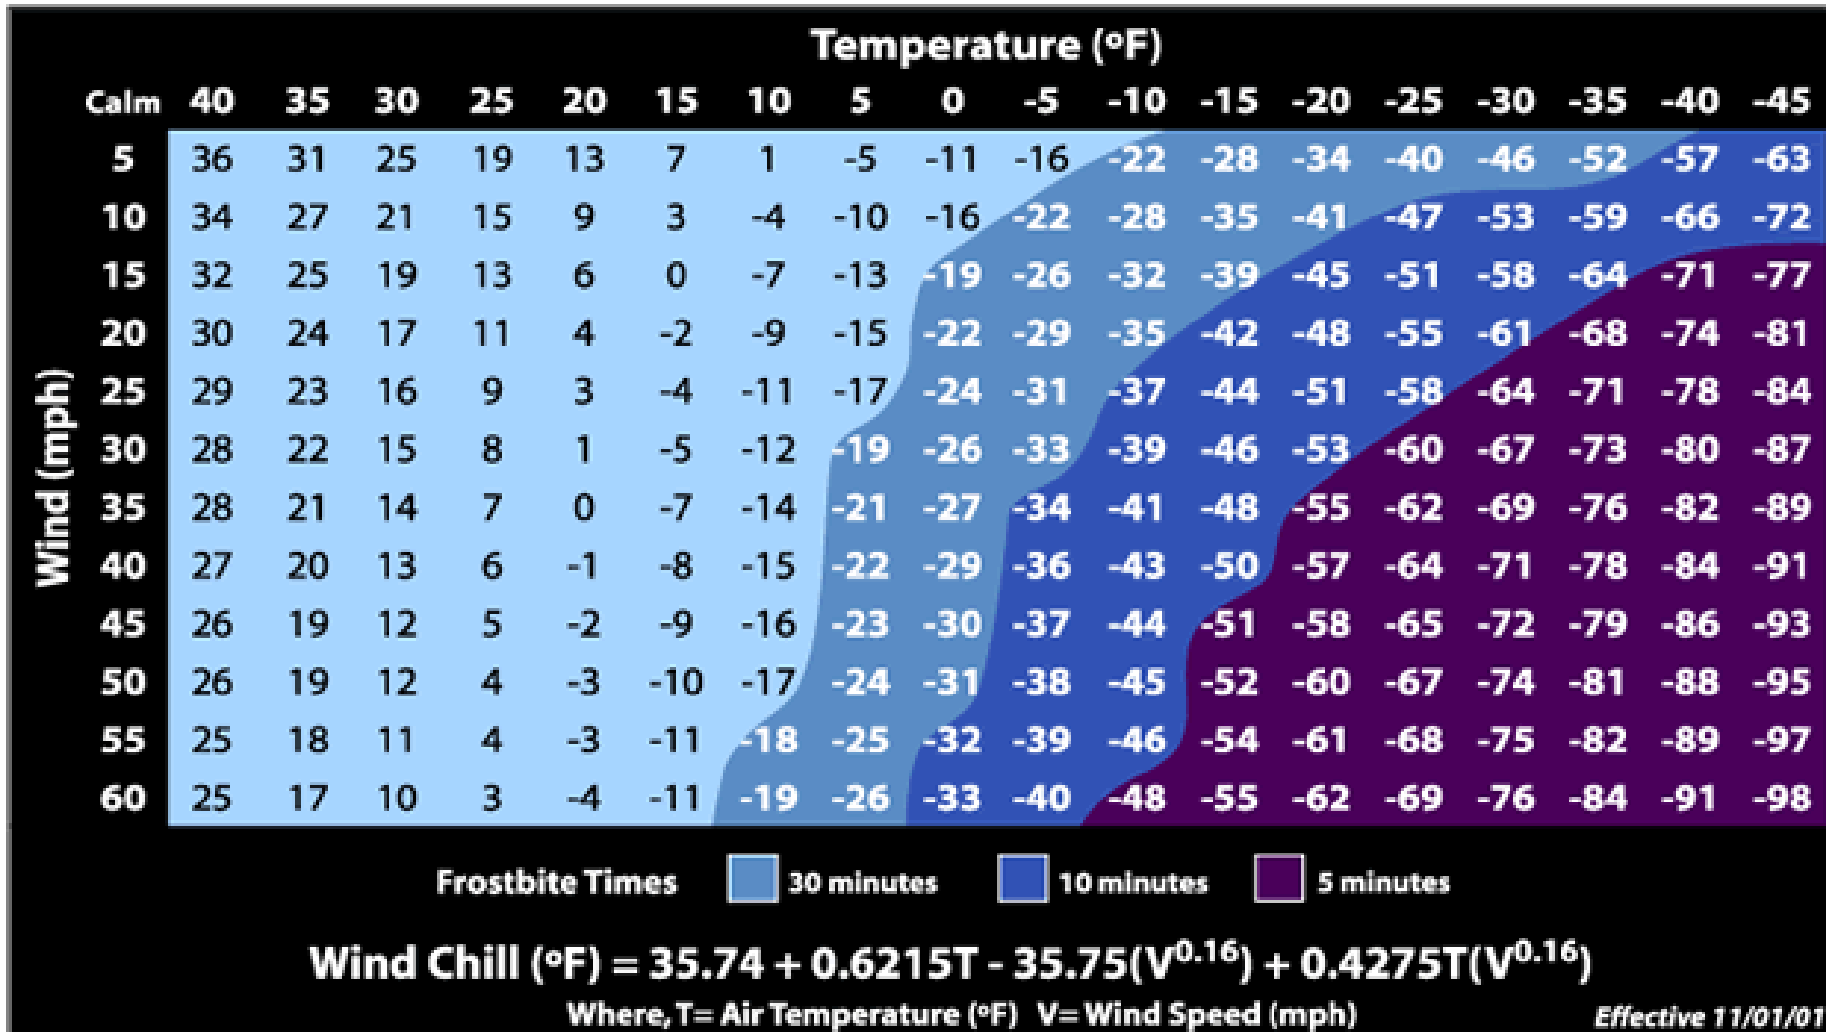 Temperature (ºF)
Calm 40 35 30 25 20 15 10 5 0 -5 -10 -15 -20 -25 -30 -35 -40 -45
5 36 31 25 19 13 7 1 -5 -11 -16 -22 -28 -34 -40 -46 -52 -57 -63
10 34 27 21 15 9 3 -4 -10 -16 -22 -28 -35 -41 -47 -53 -59 -66 -72
15 32 25 19 13 6 0 -7 -13 -19 -26 -32 -39 -45 -51 -58 -64 -71 -77
20 30 24 17 11 4 -2 -9 -15 -22 -29 -35 -42 -48 -55 -61 -68 -74 -81
25 29 23 16 9 3 -4 -11 -17 -24 -31 -37 -44 -51 -58 -64 -71 -78 -84
30 28 22 15 8 1 -5 -12 -19 -26 -33 -39 -46 -53 -60 -67 -73 -80 -87
35 28 21 14 7 0 -7 -14 -21 -27 -34 -41 -48 -55 -62 -69 -76 -82 -89
40 27 20 13 6 -1 -8 -15 -22 -29 -36 -43 -50 -57 -64 -71 -78 -84 -91
45 26 19 12 5 -2 -9 -16 -23 -30 -37 -44 -51 -58 -65 -72 -79 -86 -93
50 26 19 12 4 -3 -10 -17 -24 -31 -38 -45 -52 -60 -67 -74 -81 -88 -95
55 25 18 11 4 -3 -11 -18 -25 -32 -39 -46 -54 -61 -68 -75 -82 -89 -97
60 25 17 10 3 -4 -11 -19 -26 -33 -40 -48 -55 -62 -69 -76 -84 -91 -98
Wind (mph)
Frostbite Times 30 minutes 10 minutes 5 minutes
Wind Chill (ºF) = 35.74 + 0.6215T - 35.75(V^0.16) + 0.4275T(V^0.16)
Where, T= Air Temperature (ºF) V= Wind Speed (mph) Effective 11/01/01